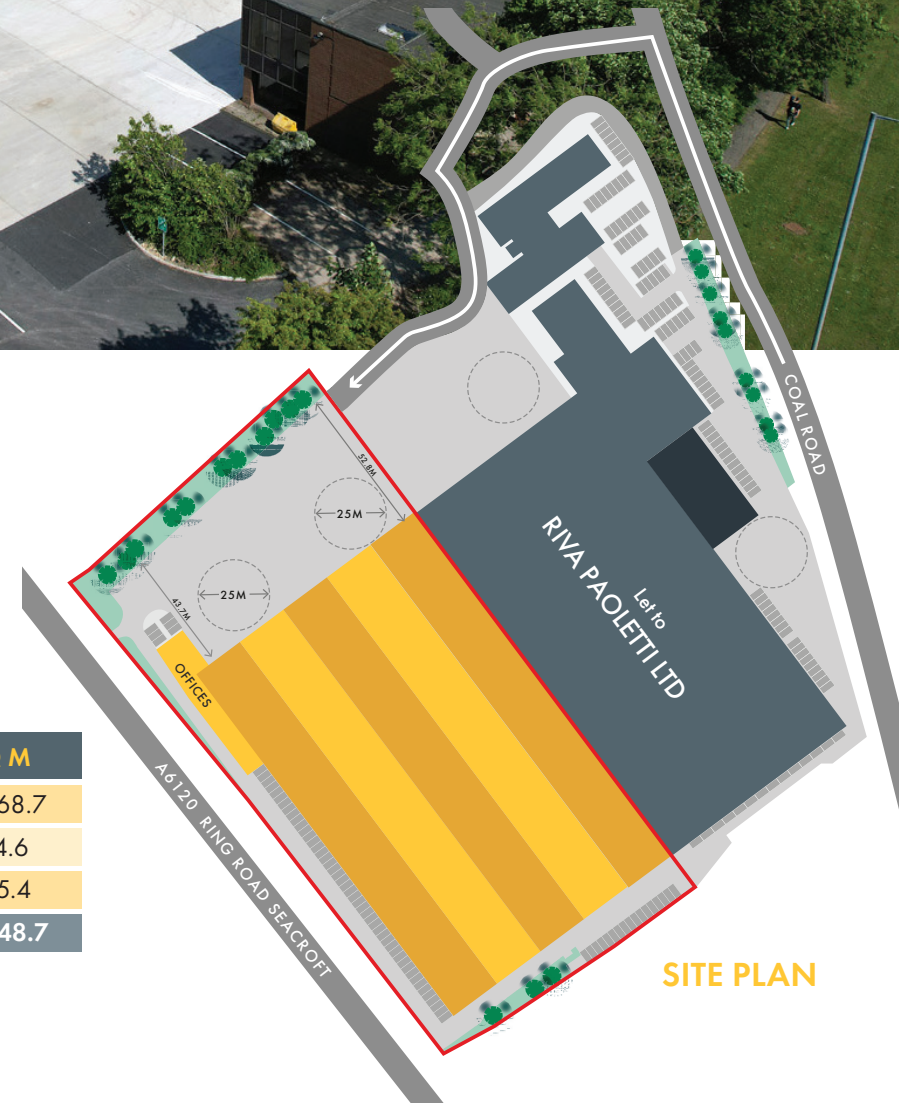 COAL ROAD
52.8M
25M
25M
43.7M
Let to
RIVA PAOLETTI LTD
OFFICES
A6120 RING ROAD SEACROFT
M
68.7
4.6
5.4
48.7
SITE PLAN